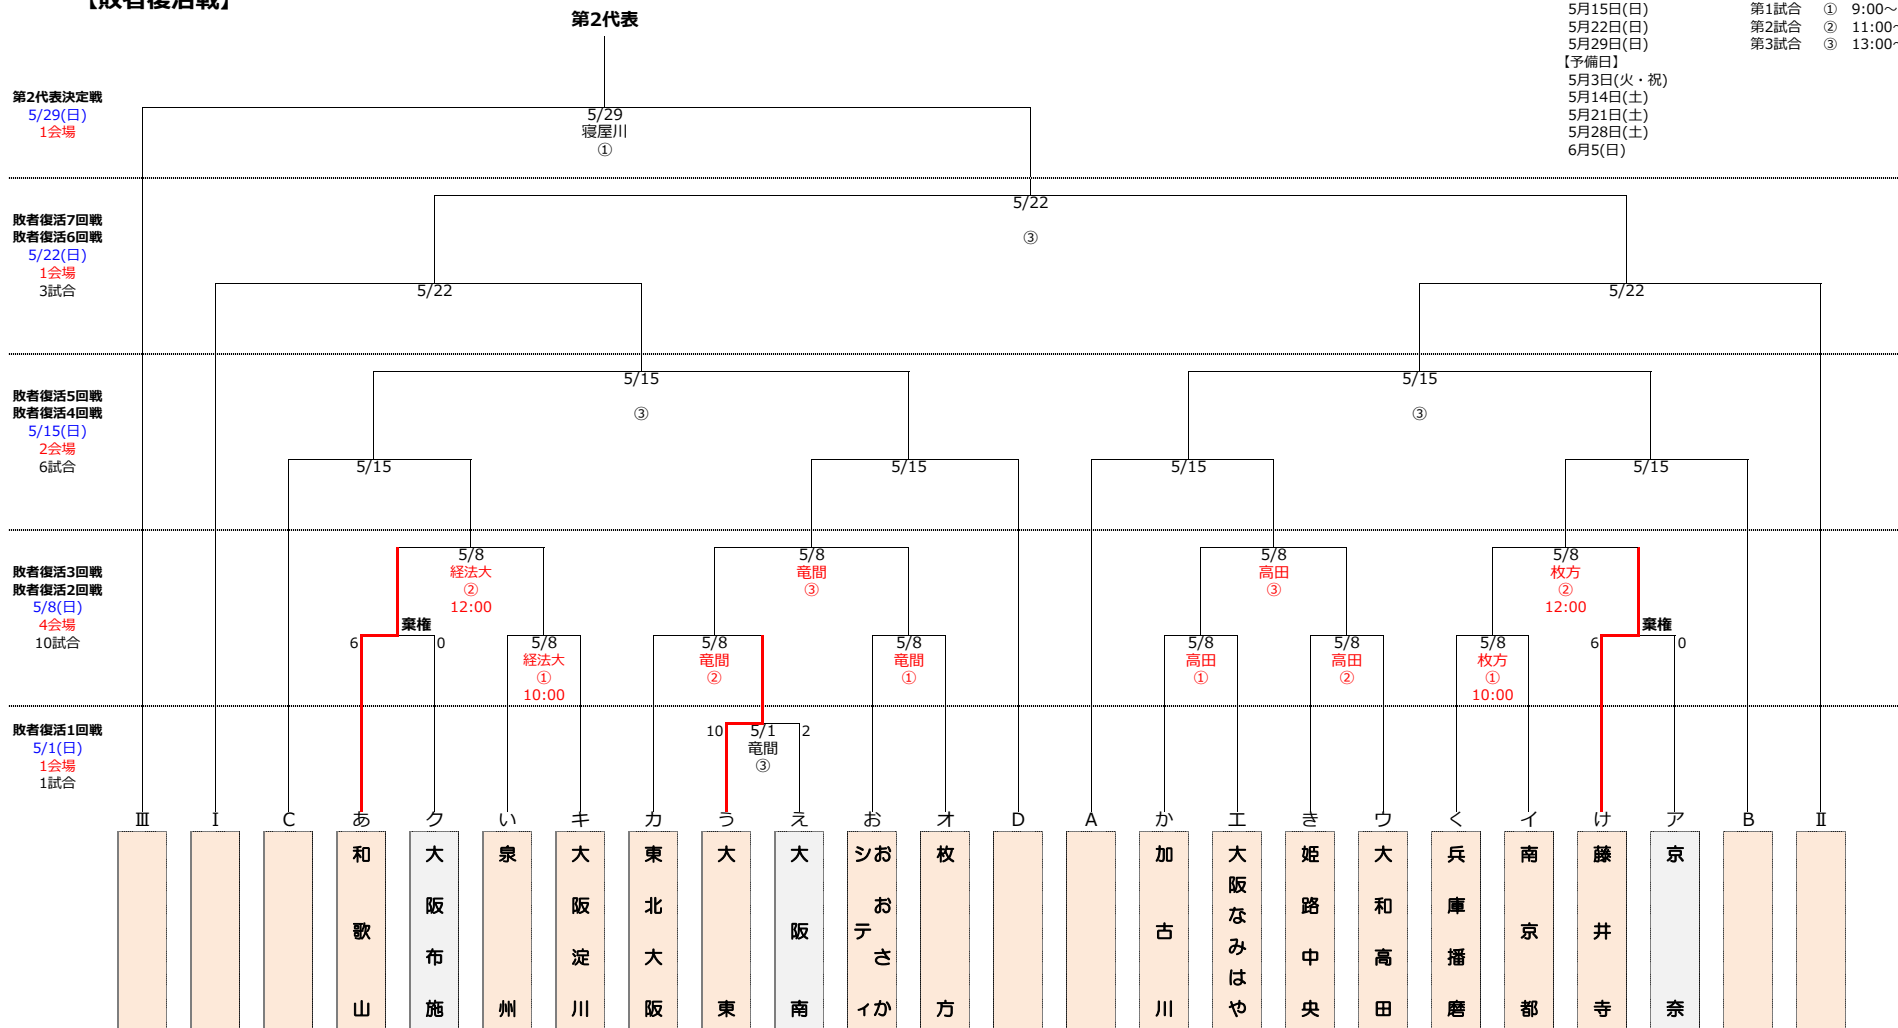 【敗者復活戦】
第2代表
5月15日(日)
5月22日(日)
5月29日(日)
【予備日】
5月3日(火・祝)
5月14日(土)
5月21日(土)
5月28日(土)
6月5(日)
第1試合 ① 9:00～
第2試合 ② 11:00~
第3試合 ③ 13:00~
第2代表決定戦
5/29(日)
1会場
5/29
寝屋川
①
敗者復活7回戦
敗者復活6回戦
5/22(日)
1会場
3試合
5/22
③
5/22
5/22
敗者復活5回戦
敗者復活4回戦
5/15(日)
2会場
6試合
5/15
③
5/15
③
5/15
5/15
5/15
5/15
敗者復活3回戦
敗者復活2回戦
5/8(日)
4会場
10試合
5/8
経法大
②
12:00
5/8
竜間
③
5/8
高田
③
5/8
枚方
②
12:00
棄権
6
0
5/8
経法大
①
10:00
5/8
竜間
②
5/8
竜間
①
5/8
高田
①
5/8
高田
②
5/8
枚方
①
10:00
棄権
6
0
敗者復活1回戦
5/1(日)
1会場
1試合
10
5/1
2
竜間
③
Ⅲ
Ⅰ
C
あ
ク
い
キ
カ
う
え
お
オ
D
A
か
エ
き
ウ
く
イ
け
ア
B
Ⅱ
和歌山
大阪布施
泉州
大阪淀川
東北大阪
大東
大阪南
おおさか
シティ
枚方
加古川
大阪なみはや
姫路中央
大和高田
兵庫播磨
南京都
藤井寺
京奈